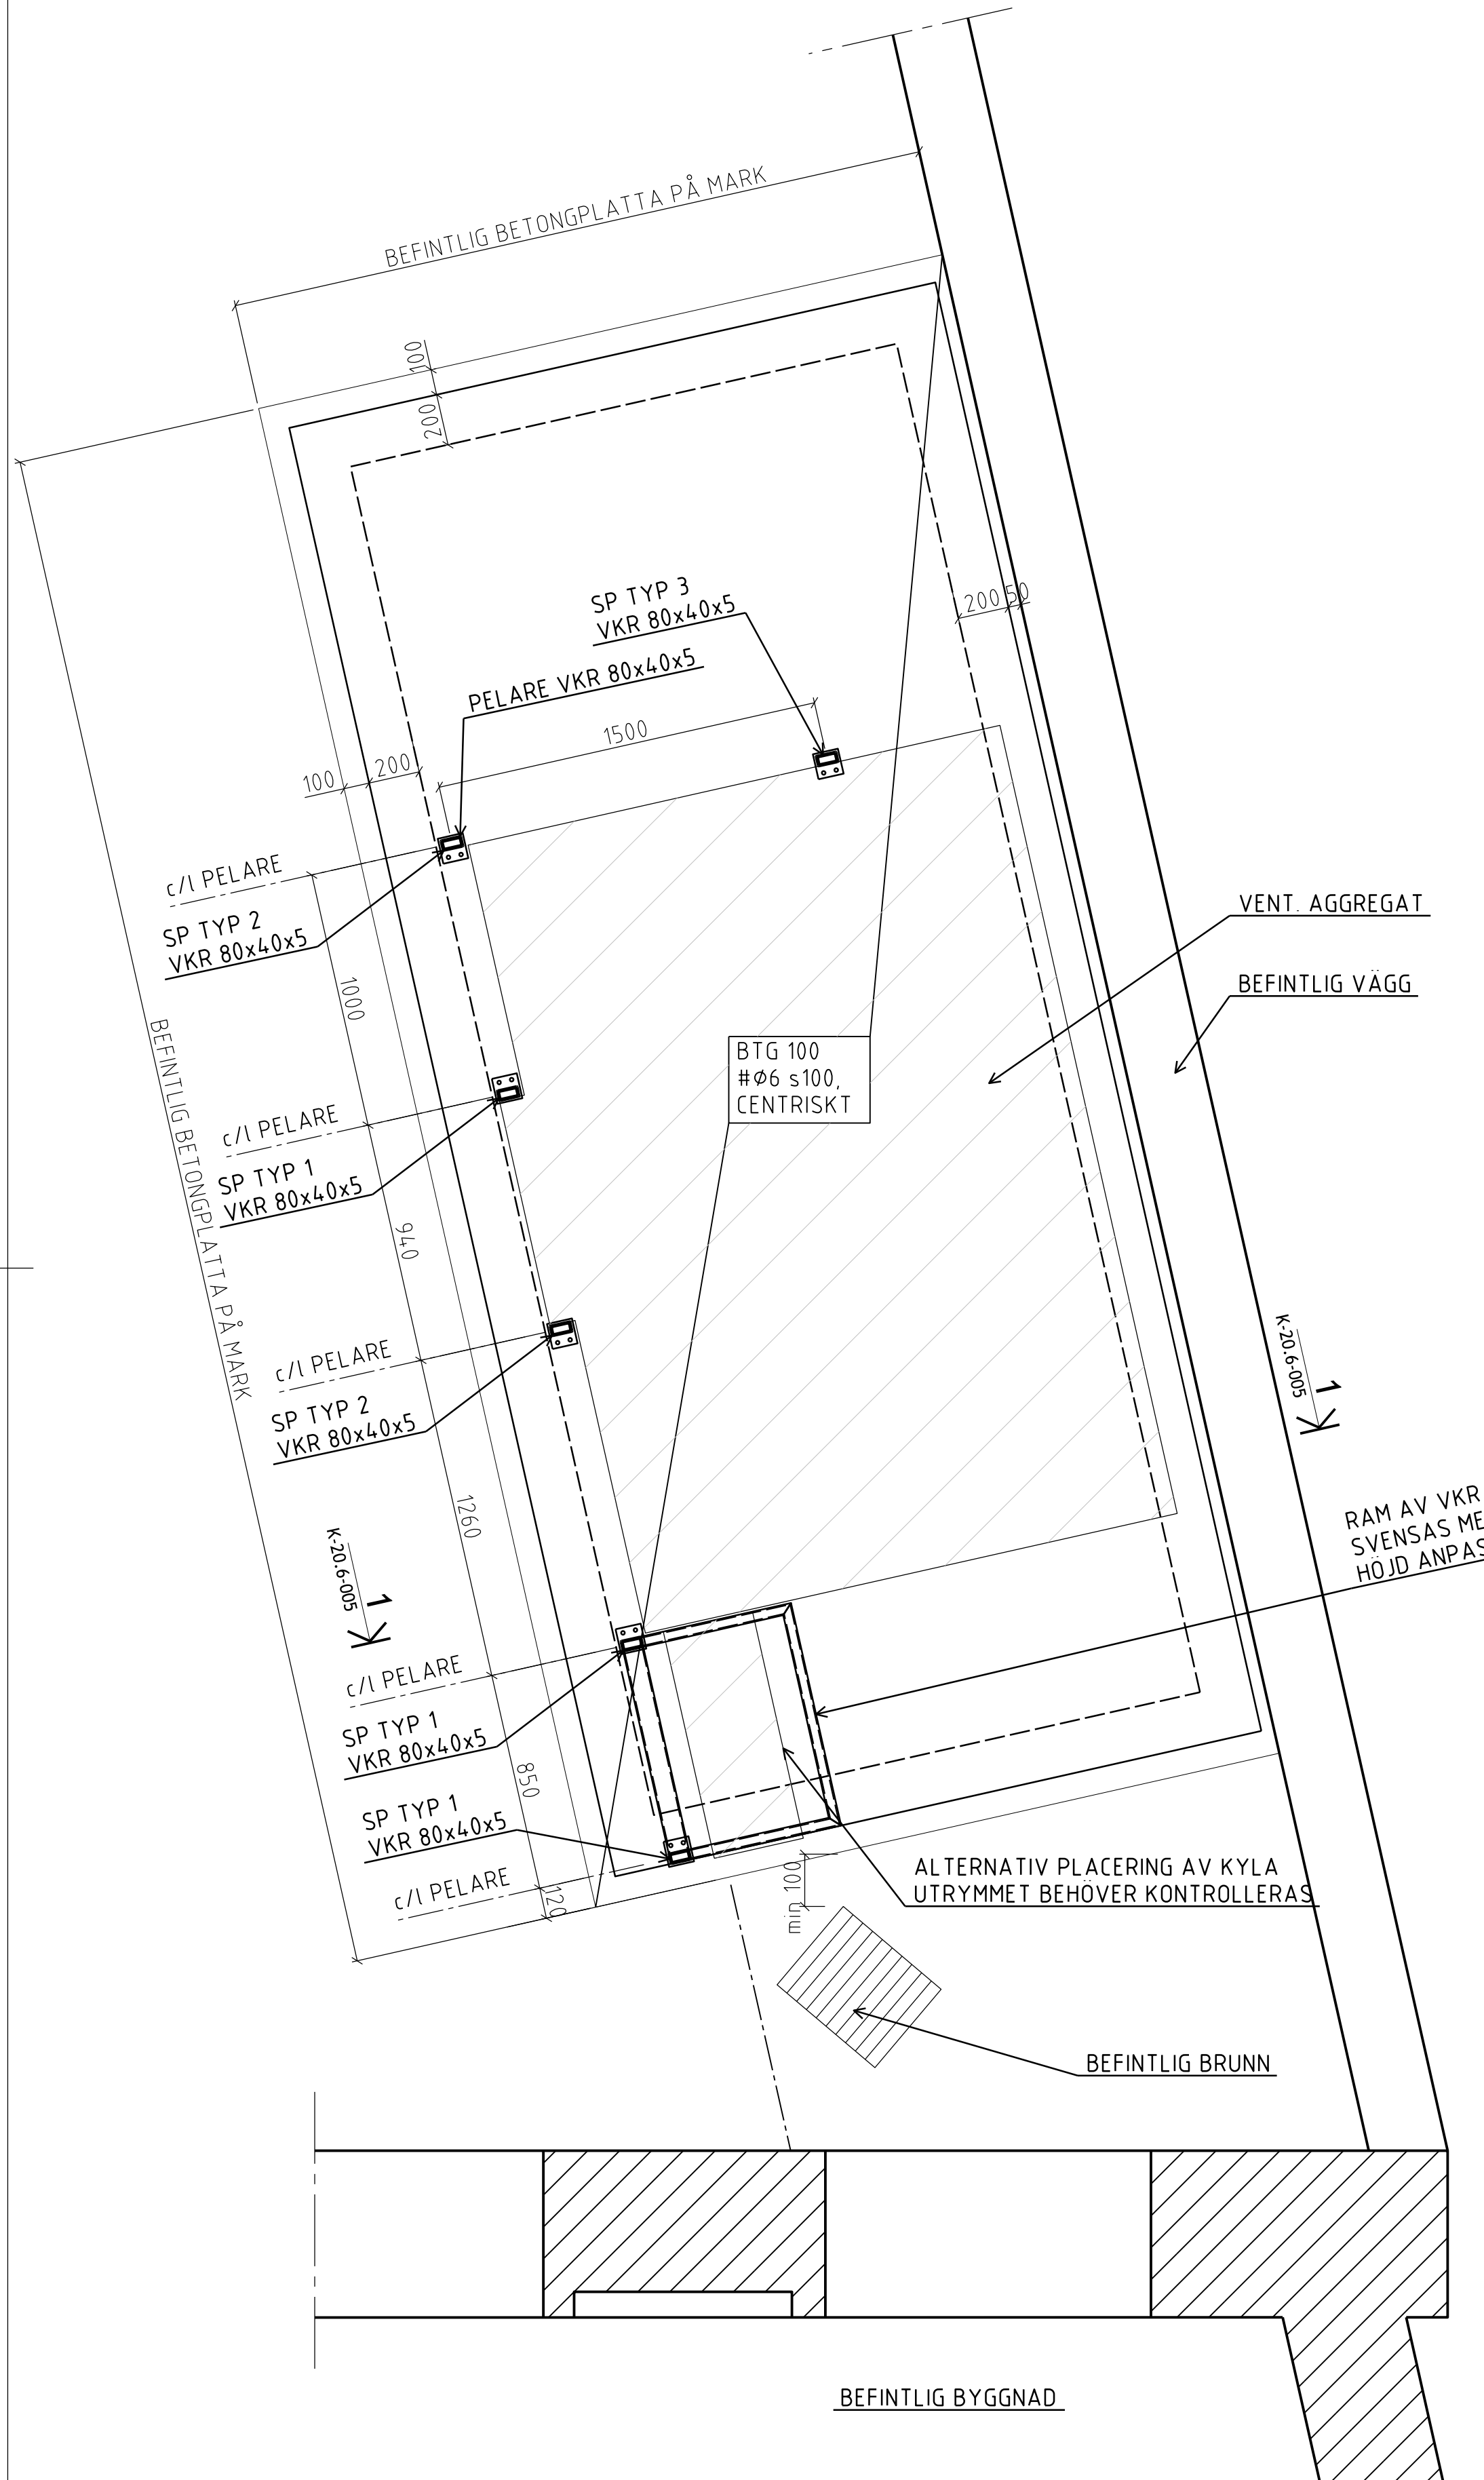 BEFINTLIG BETONGPLATTA PÅ MARK
100
200
SP TYP 3
VKR 80x40x5
200
50
PELARE VKR 80x40x5
1500
100
200
c/l PELARE
SP TYP 2
VKR 80x40x5
VENT. AGGREGAT
BEFINTLIG VÄGG
1000
BEFINTLIG BETONGPLATTA PÅ MARK
BTG 100
#Ø6 s100,
CENTRISKT
c/l PELARE
SP TYP 1
VKR 80x40x5
940
c/l PELARE
SP TYP 2
VKR 80x40x5
K-20.6-005
1
1260
K-20.6-005
1
RAM AV VKR
SVENSAS ME
HÖJD ANPAS
c/l PELARE
SP TYP 1
VKR 80x40x5
850
SP TYP 1
VKR 80x40x5
c/l PELARE
120
min 100
ALTERNATIV PLACERING AV KYLA
UTRYMMET BEHÖVER KONTROLLERAS
BEFINTLIG BRUNN
BEFINTLIG BYGGNAD